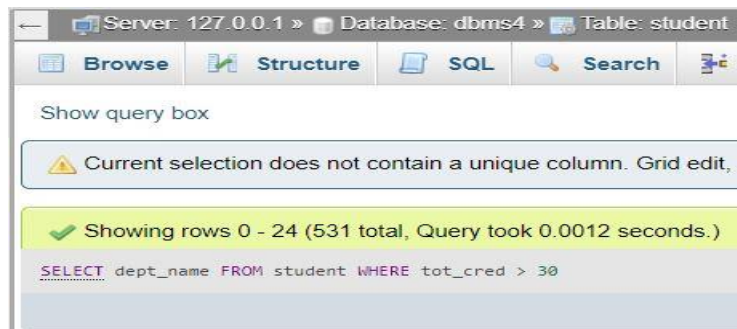 Server: 127.0.0.1 » Database: dbms4 » Table: student
Browse Structure SQL Search
Show query box
Current selection does not contain a unique column. Grid edit,
Showing rows 0 - 24 (531 total, Query took 0.0012 seconds.)
SELECT dept_name FROM student WHERE tot_cred > 30